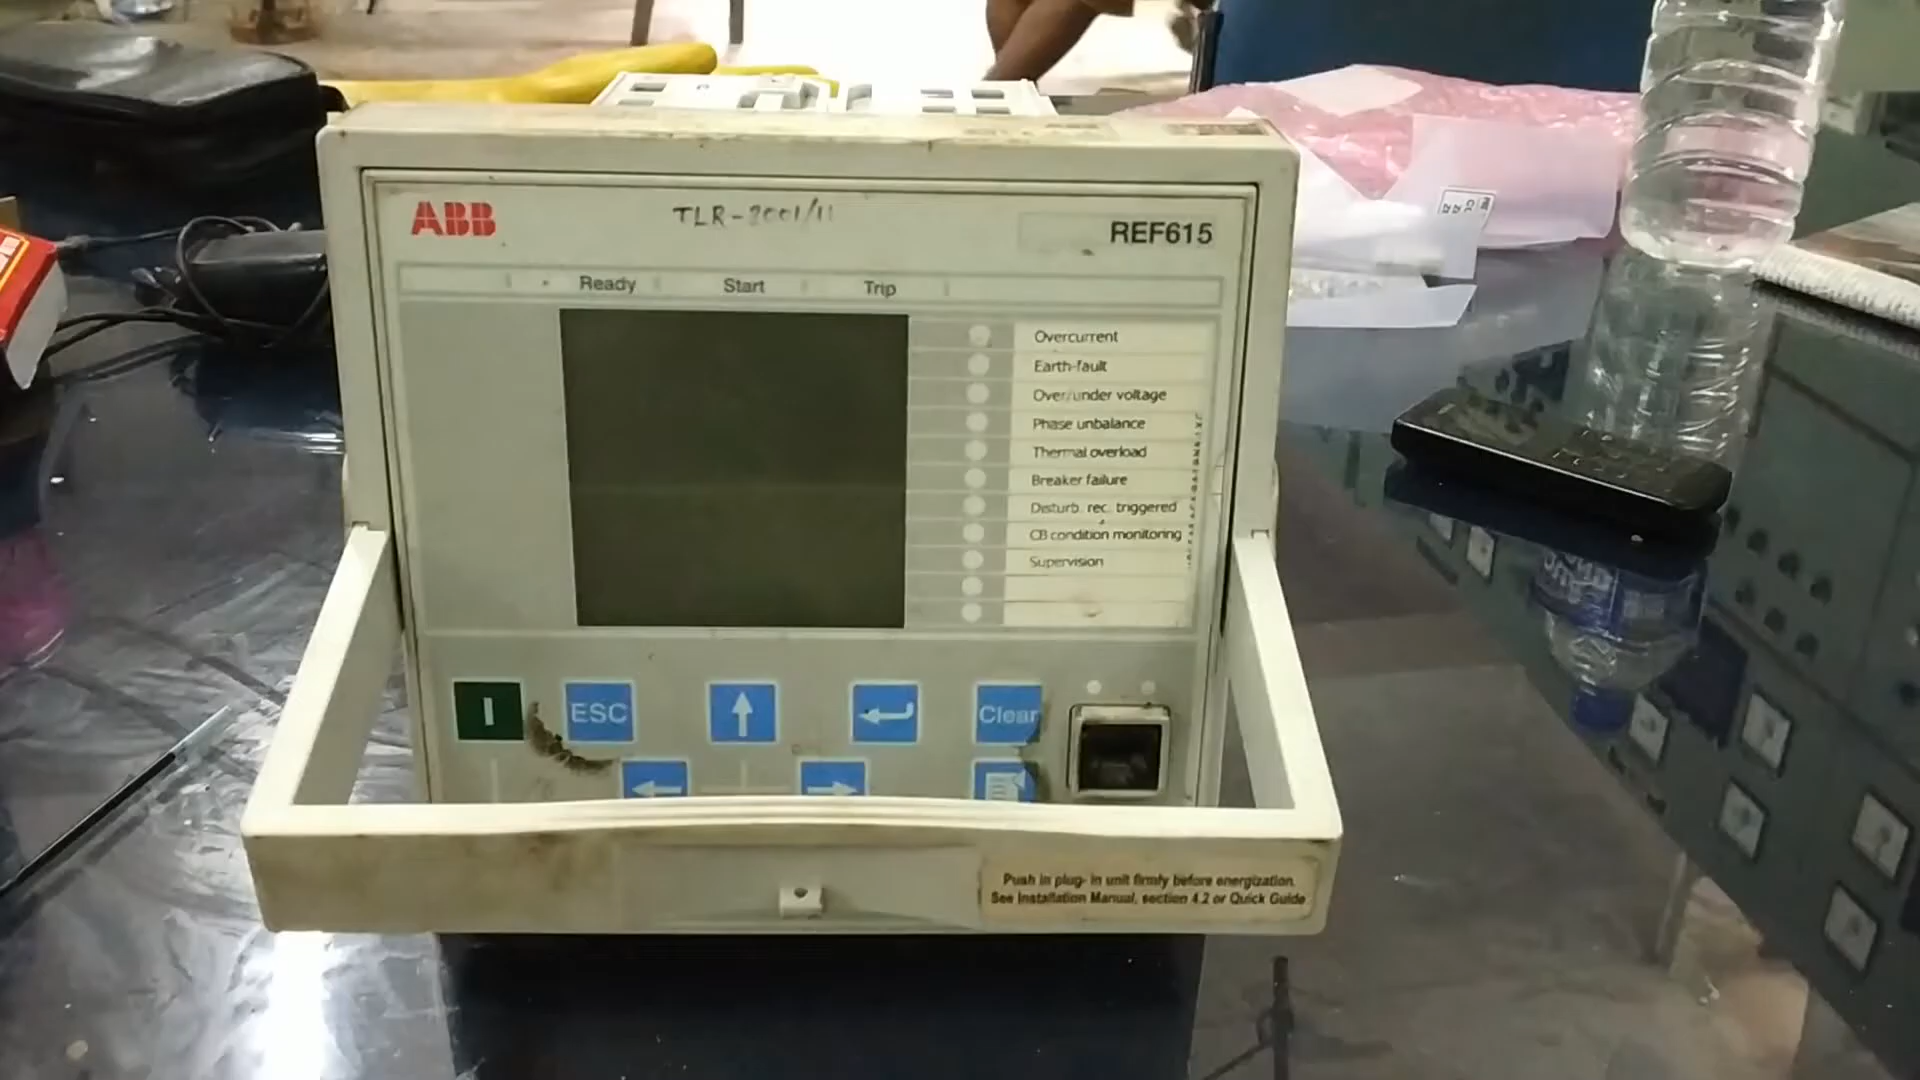 ABB
TLR-3001/11
REF615
Ready
Start
Trip
Overcurrent
Earth-fault
Over/under voltage
Phase unbalance
Thermal overload
Breaker failure
Disturb. rec. triggered
CB condition monitoring
Supervision
I
ESC
Clear
Push in plug- in unit firmly before energization.
See Installation Manual, section 4.2 or Quick Guide